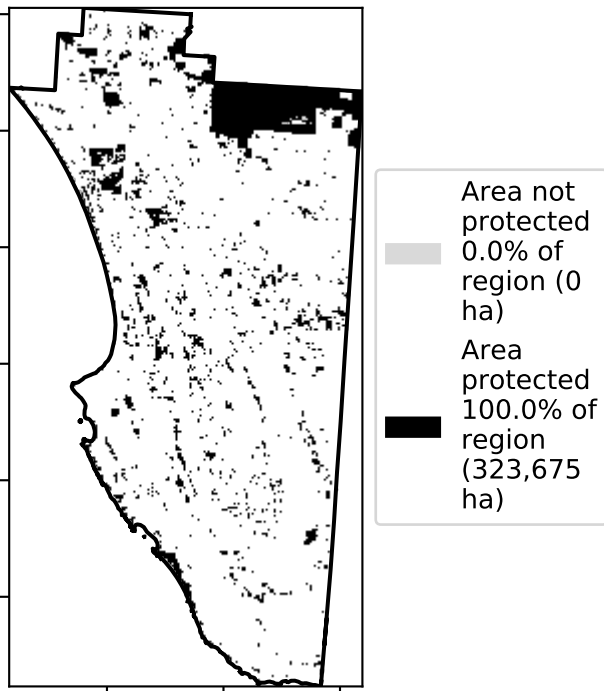 Area not
protected
0.0% of
region (0
ha)
Area
protected
100.0% of
region
(323,675
ha)